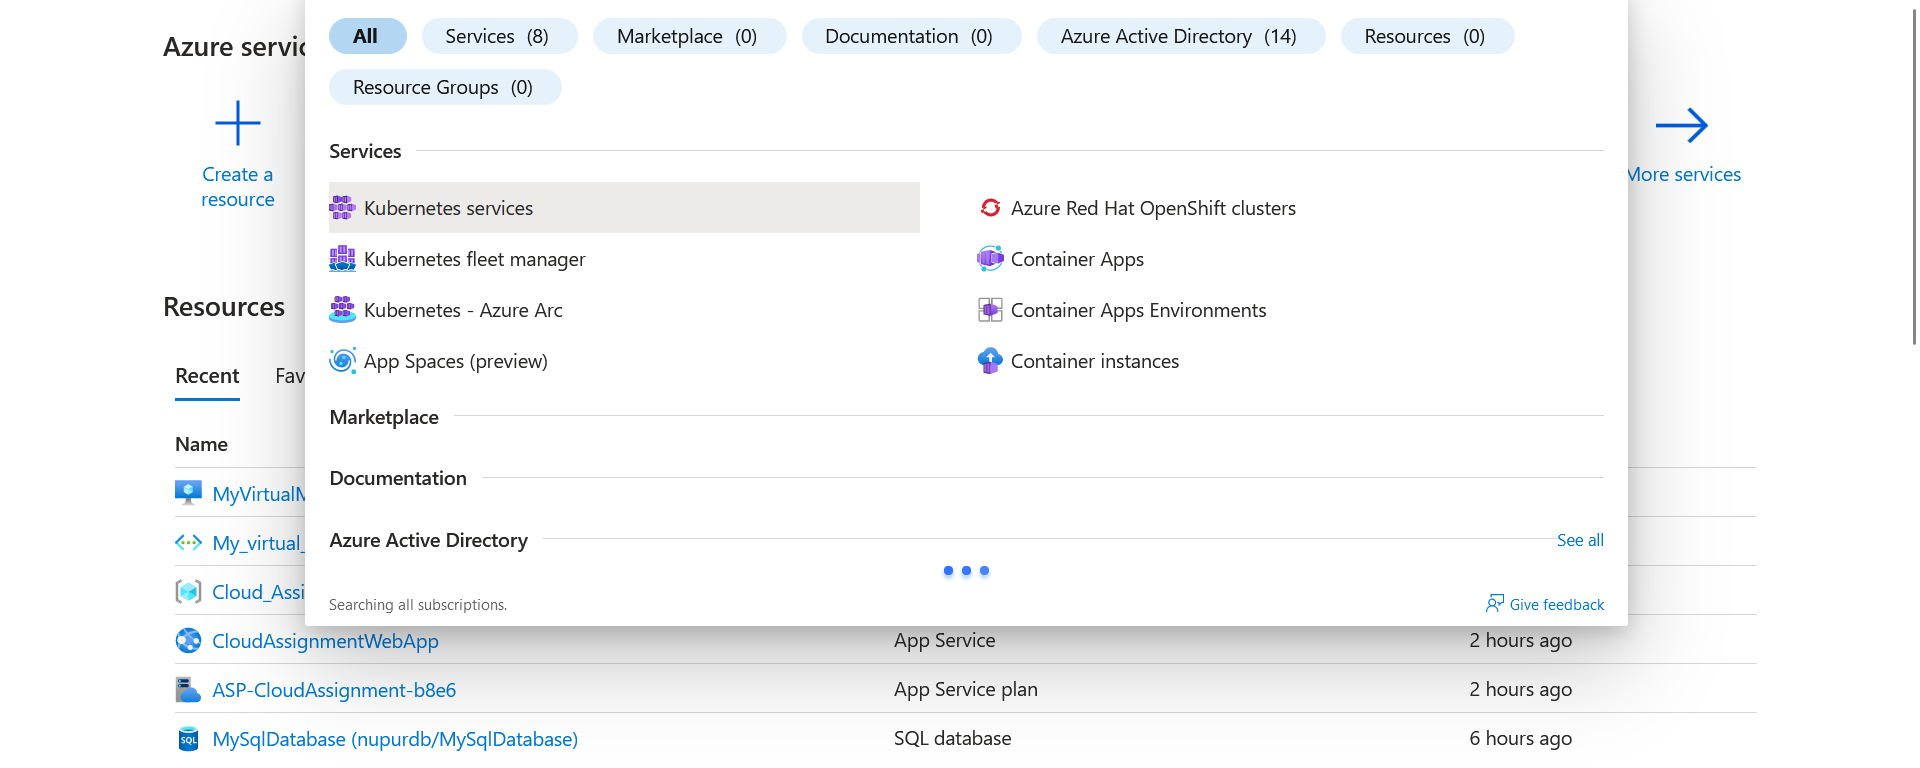 All
Services (8)
Marketplace (0)
Documentation (0)
Azure Active Directory (14)
Resources (0)
Resource Groups (0)
Azure servic
Create a
resource
More services
Services
Kubernetes services
Azure Red Hat OpenShift clusters
Kubernetes fleet manager
Container Apps
Kubernetes - Azure Arc
Container Apps Environments
App Spaces (preview)
Container instances
Marketplace
Documentation
Azure Active Directory
See all
Searching all subscriptions.
Give feedback
Resources
Recent
Fav
Name
MyVirtualM
My_virtual_
Cloud_Assi
CloudAssignmentWebApp
App Service
2 hours ago
ASP-CloudAssignment-b8e6
App Service plan
2 hours ago
SQL
MySqlDatabase (nupurdb/MySqlDatabase)
SQL database
6 hours ago